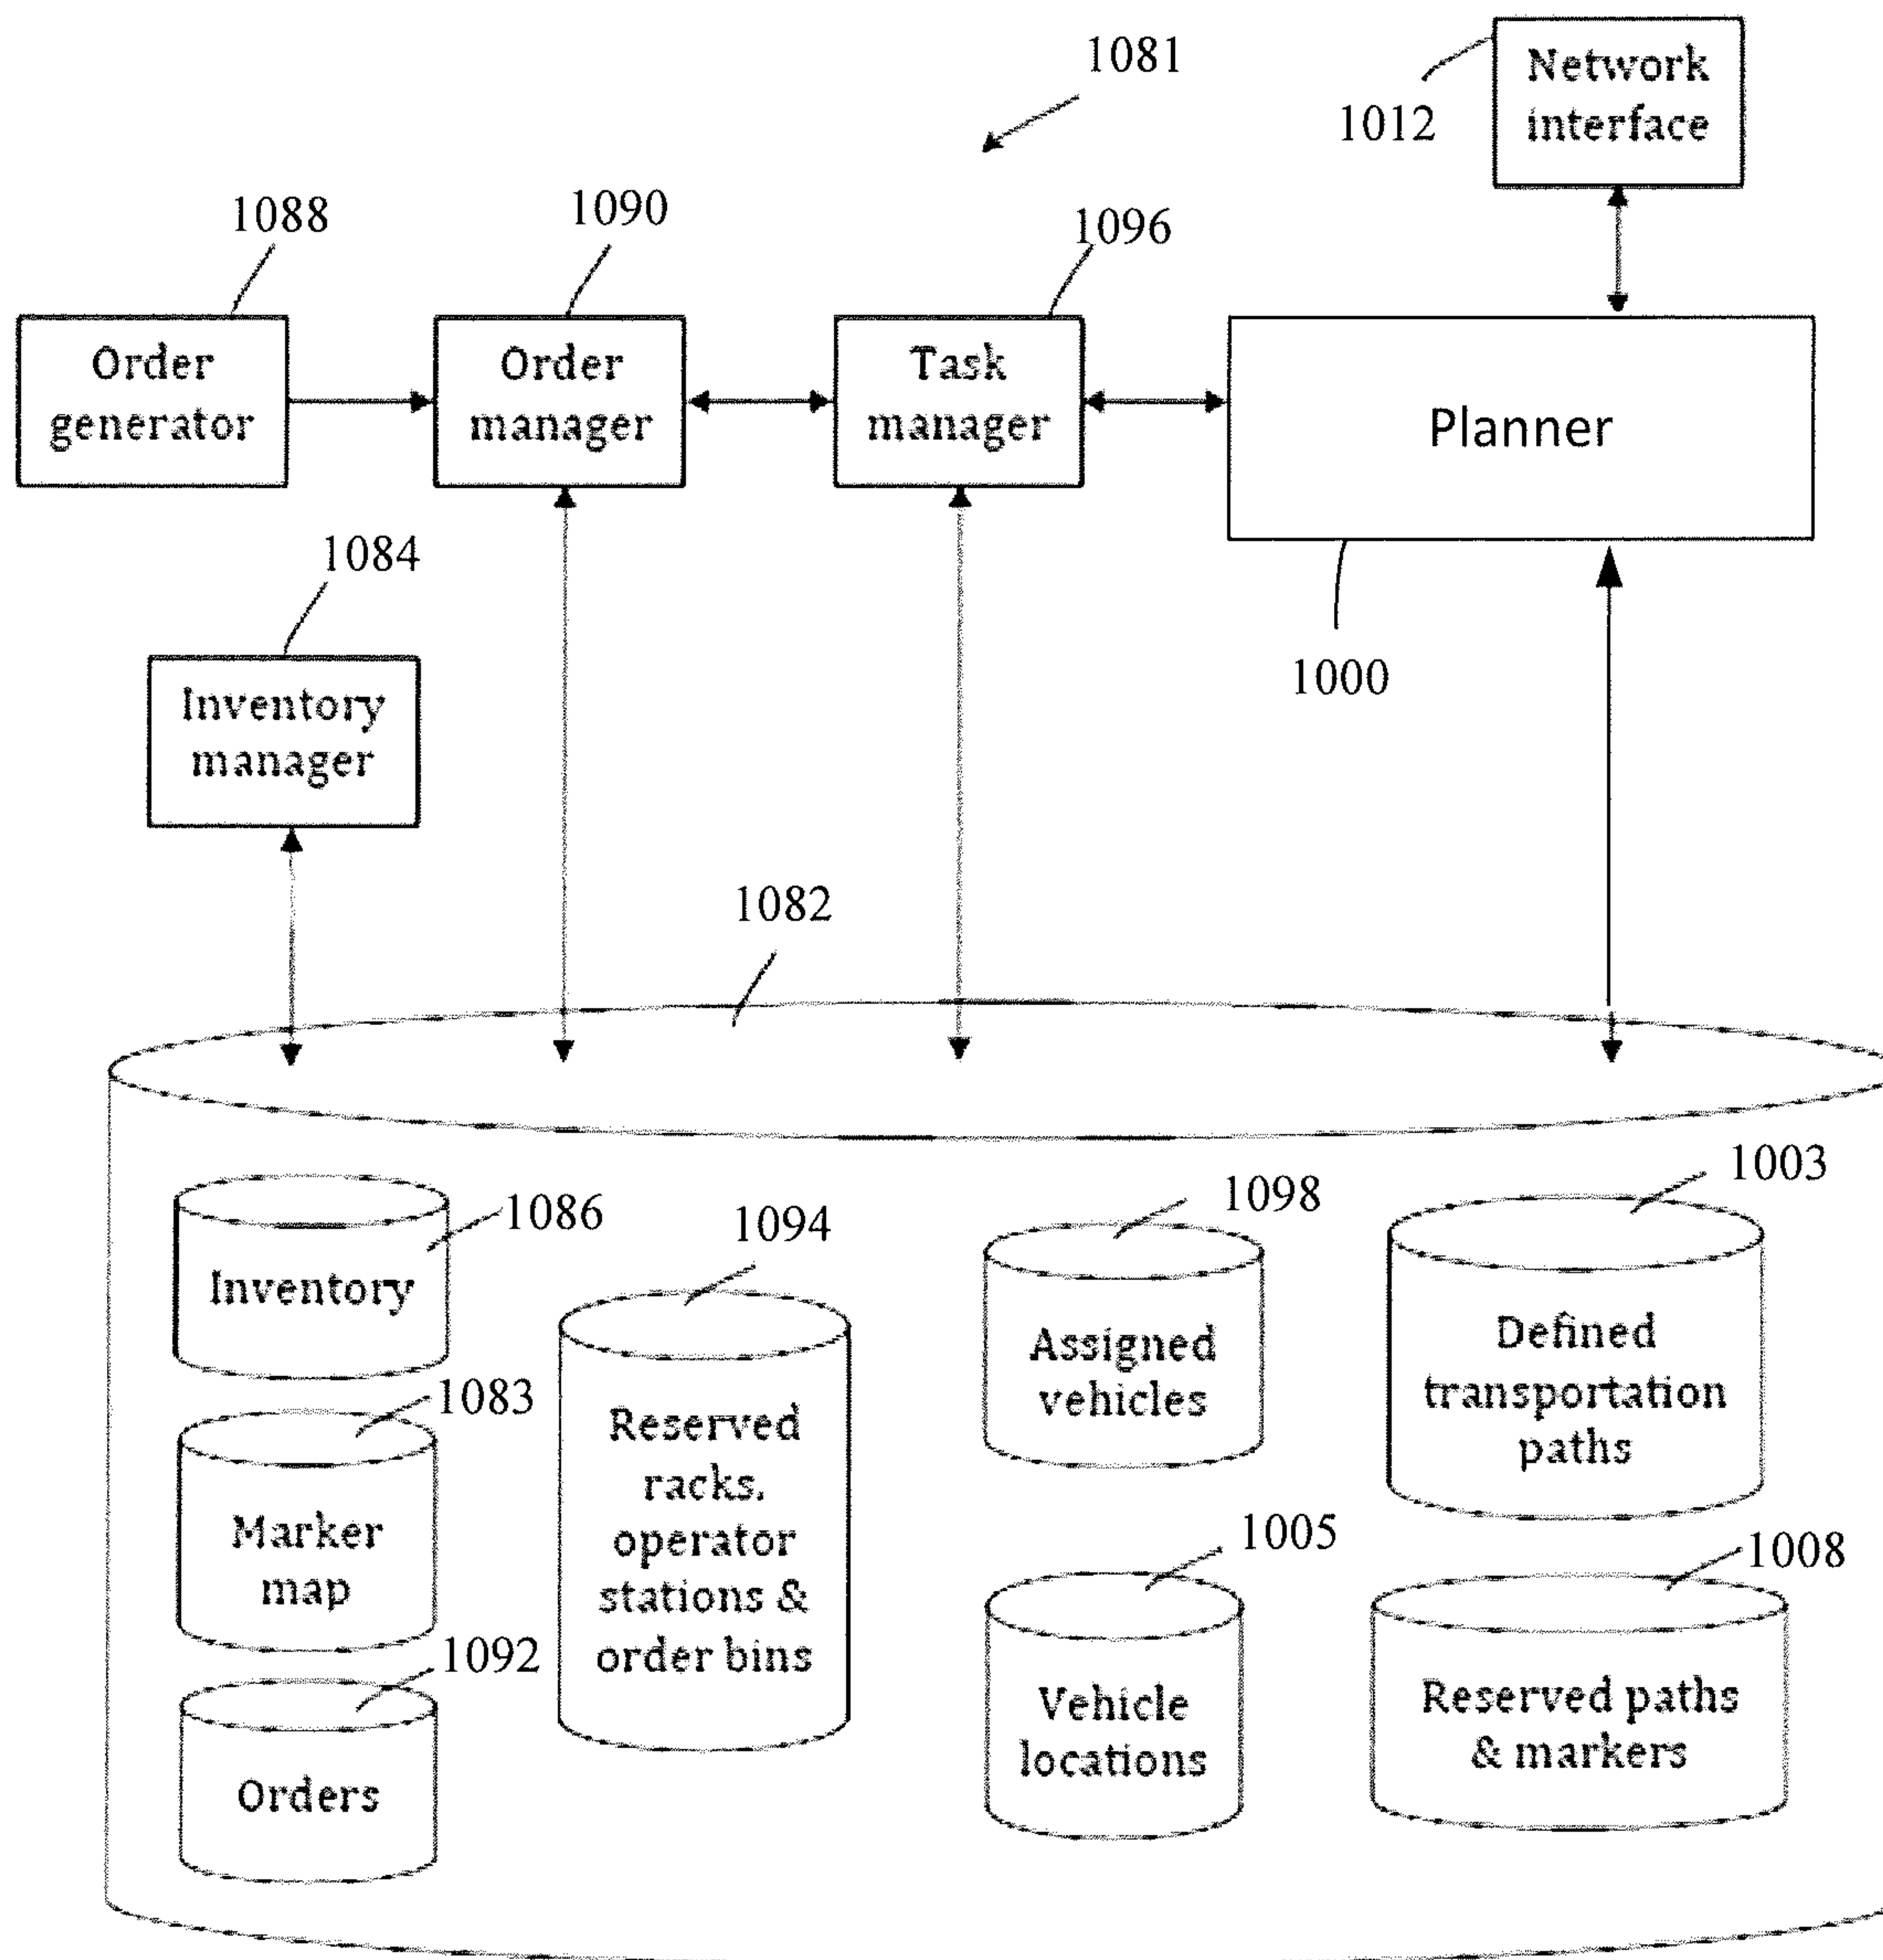 1081
Network
interface
1012
1088
1090
1096
Order
generator
Order
manager
Task
manager
Planner
1084
1000
Inventory
manager
1082
1003
1086
1094
1098
Inventory
Assigned
vehicles
Defined
transportation
paths
1083
Reserved
racks,
operator
stations &
order bins
Marker
map
1005
1008
1092
Vehicle
locations
Reserved paths
& markers
Orders